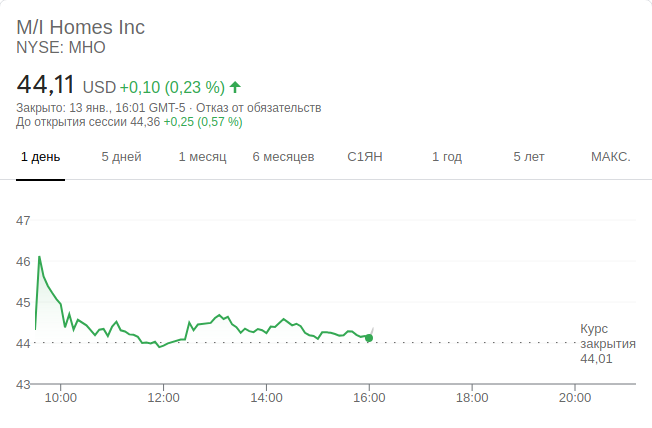 M/I Homes Inc
NYSE: MHO
44,11 USD +0,10 (0,23 %)
Закрыто: 13 янв., 16:01 GMT-5 · Отказ от обязательств
До открытия сессии 44,36 +0,25 (0,57 %)
1 день 5 дней 1 месяц 6 месяцев С1ЯН 1 год 5 лет МАКС.
47
46
45
44
43
Курс
закрытия
44,01
10:00 12:00 14:00 16:00 18:00 20:00